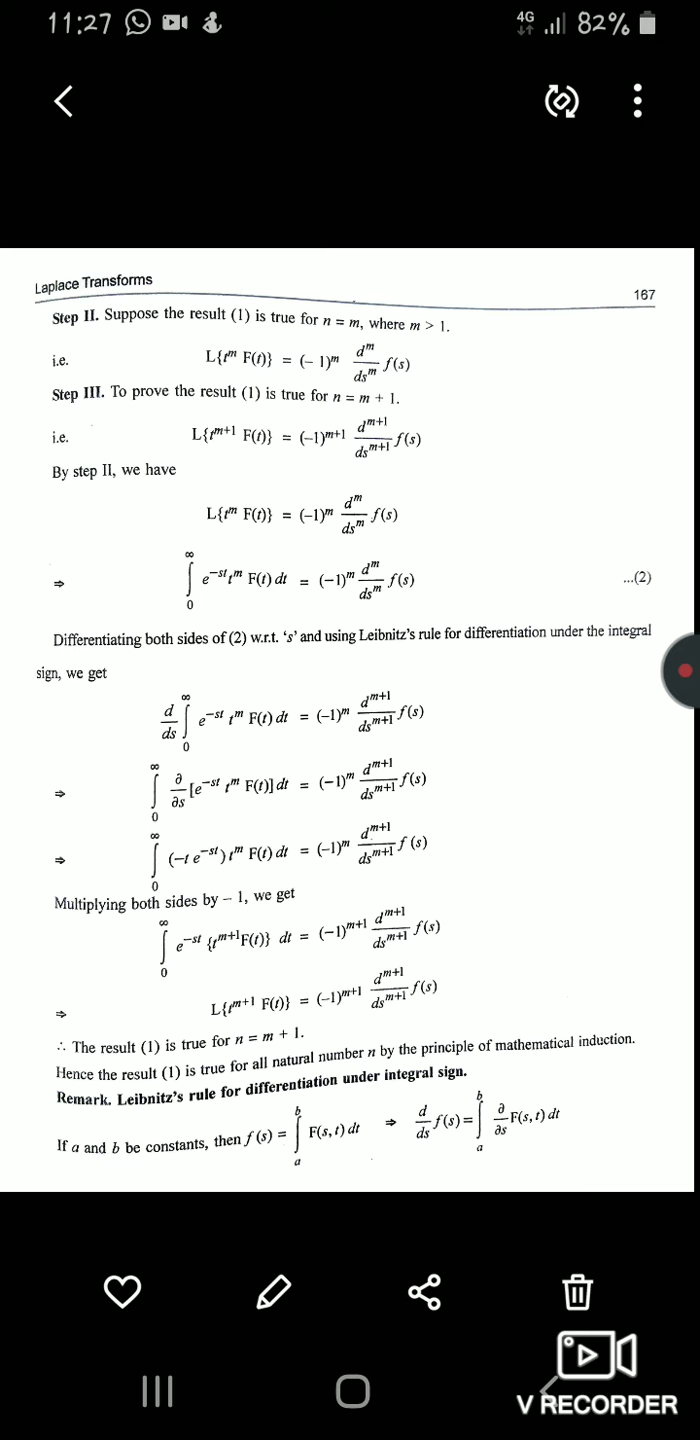 11:27 4G 82%
Laplace Transforms 167
Step II. Suppose the result (1) is true for n = m, where m > 1.
i.e. L{t^m F(t)} = (– 1)^m d^m/ds^m f(s)
Step III. To prove the result (1) is true for n = m + 1.
i.e. L{t^{m+1} F(t)} = (–1)^{m+1} d^{m+1}/ds^{m+1} f(s)
By step II, we have
L{t^m F(t)} = (–1)^m d^m/ds^m f(s)
⇒ ∫_0^∞ e^{–st} t^m F(t) dt = (–1)^m d^m/ds^m f(s) ...(2)
Differentiating both sides of (2) w.r.t. ‘s’ and using Leibnitz’s rule for differentiation under the integral
sign, we get
d/ds ∫_0^∞ e^{–st} t^m F(t) dt = (–1)^m d^{m+1}/ds^{m+1} f(s)
⇒ ∫_0^∞ ∂/∂s [e^{–st} t^m F(t)] dt = (–1)^m d^{m+1}/ds^{m+1} f(s)
⇒ ∫_0^∞ (–t e^{–st}) t^m F(t) dt = (–1)^m d^{m+1}/ds^{m+1} f (s)
Multiplying both sides by – 1, we get
∫_0^∞ e^{–st} {t^{m+1}F(t)} dt = (–1)^{m+1} d^{m+1}/ds^{m+1} f(s)
⇒ L{t^{m+1} F(t)} = (–1)^{m+1} d^{m+1}/ds^{m+1} f(s)
∴ The result (1) is true for n = m + 1.
Hence the result (1) is true for all natural number n by the principle of mathematical induction.
Remark. Leibnitz’s rule for differentiation under integral sign.
If a and b be constants, then f (s) = ∫_a^b F(s, t) dt ⇒ d/ds f(s) = ∫_a^b ∂/∂s F(s, t) dt
V RECORDER